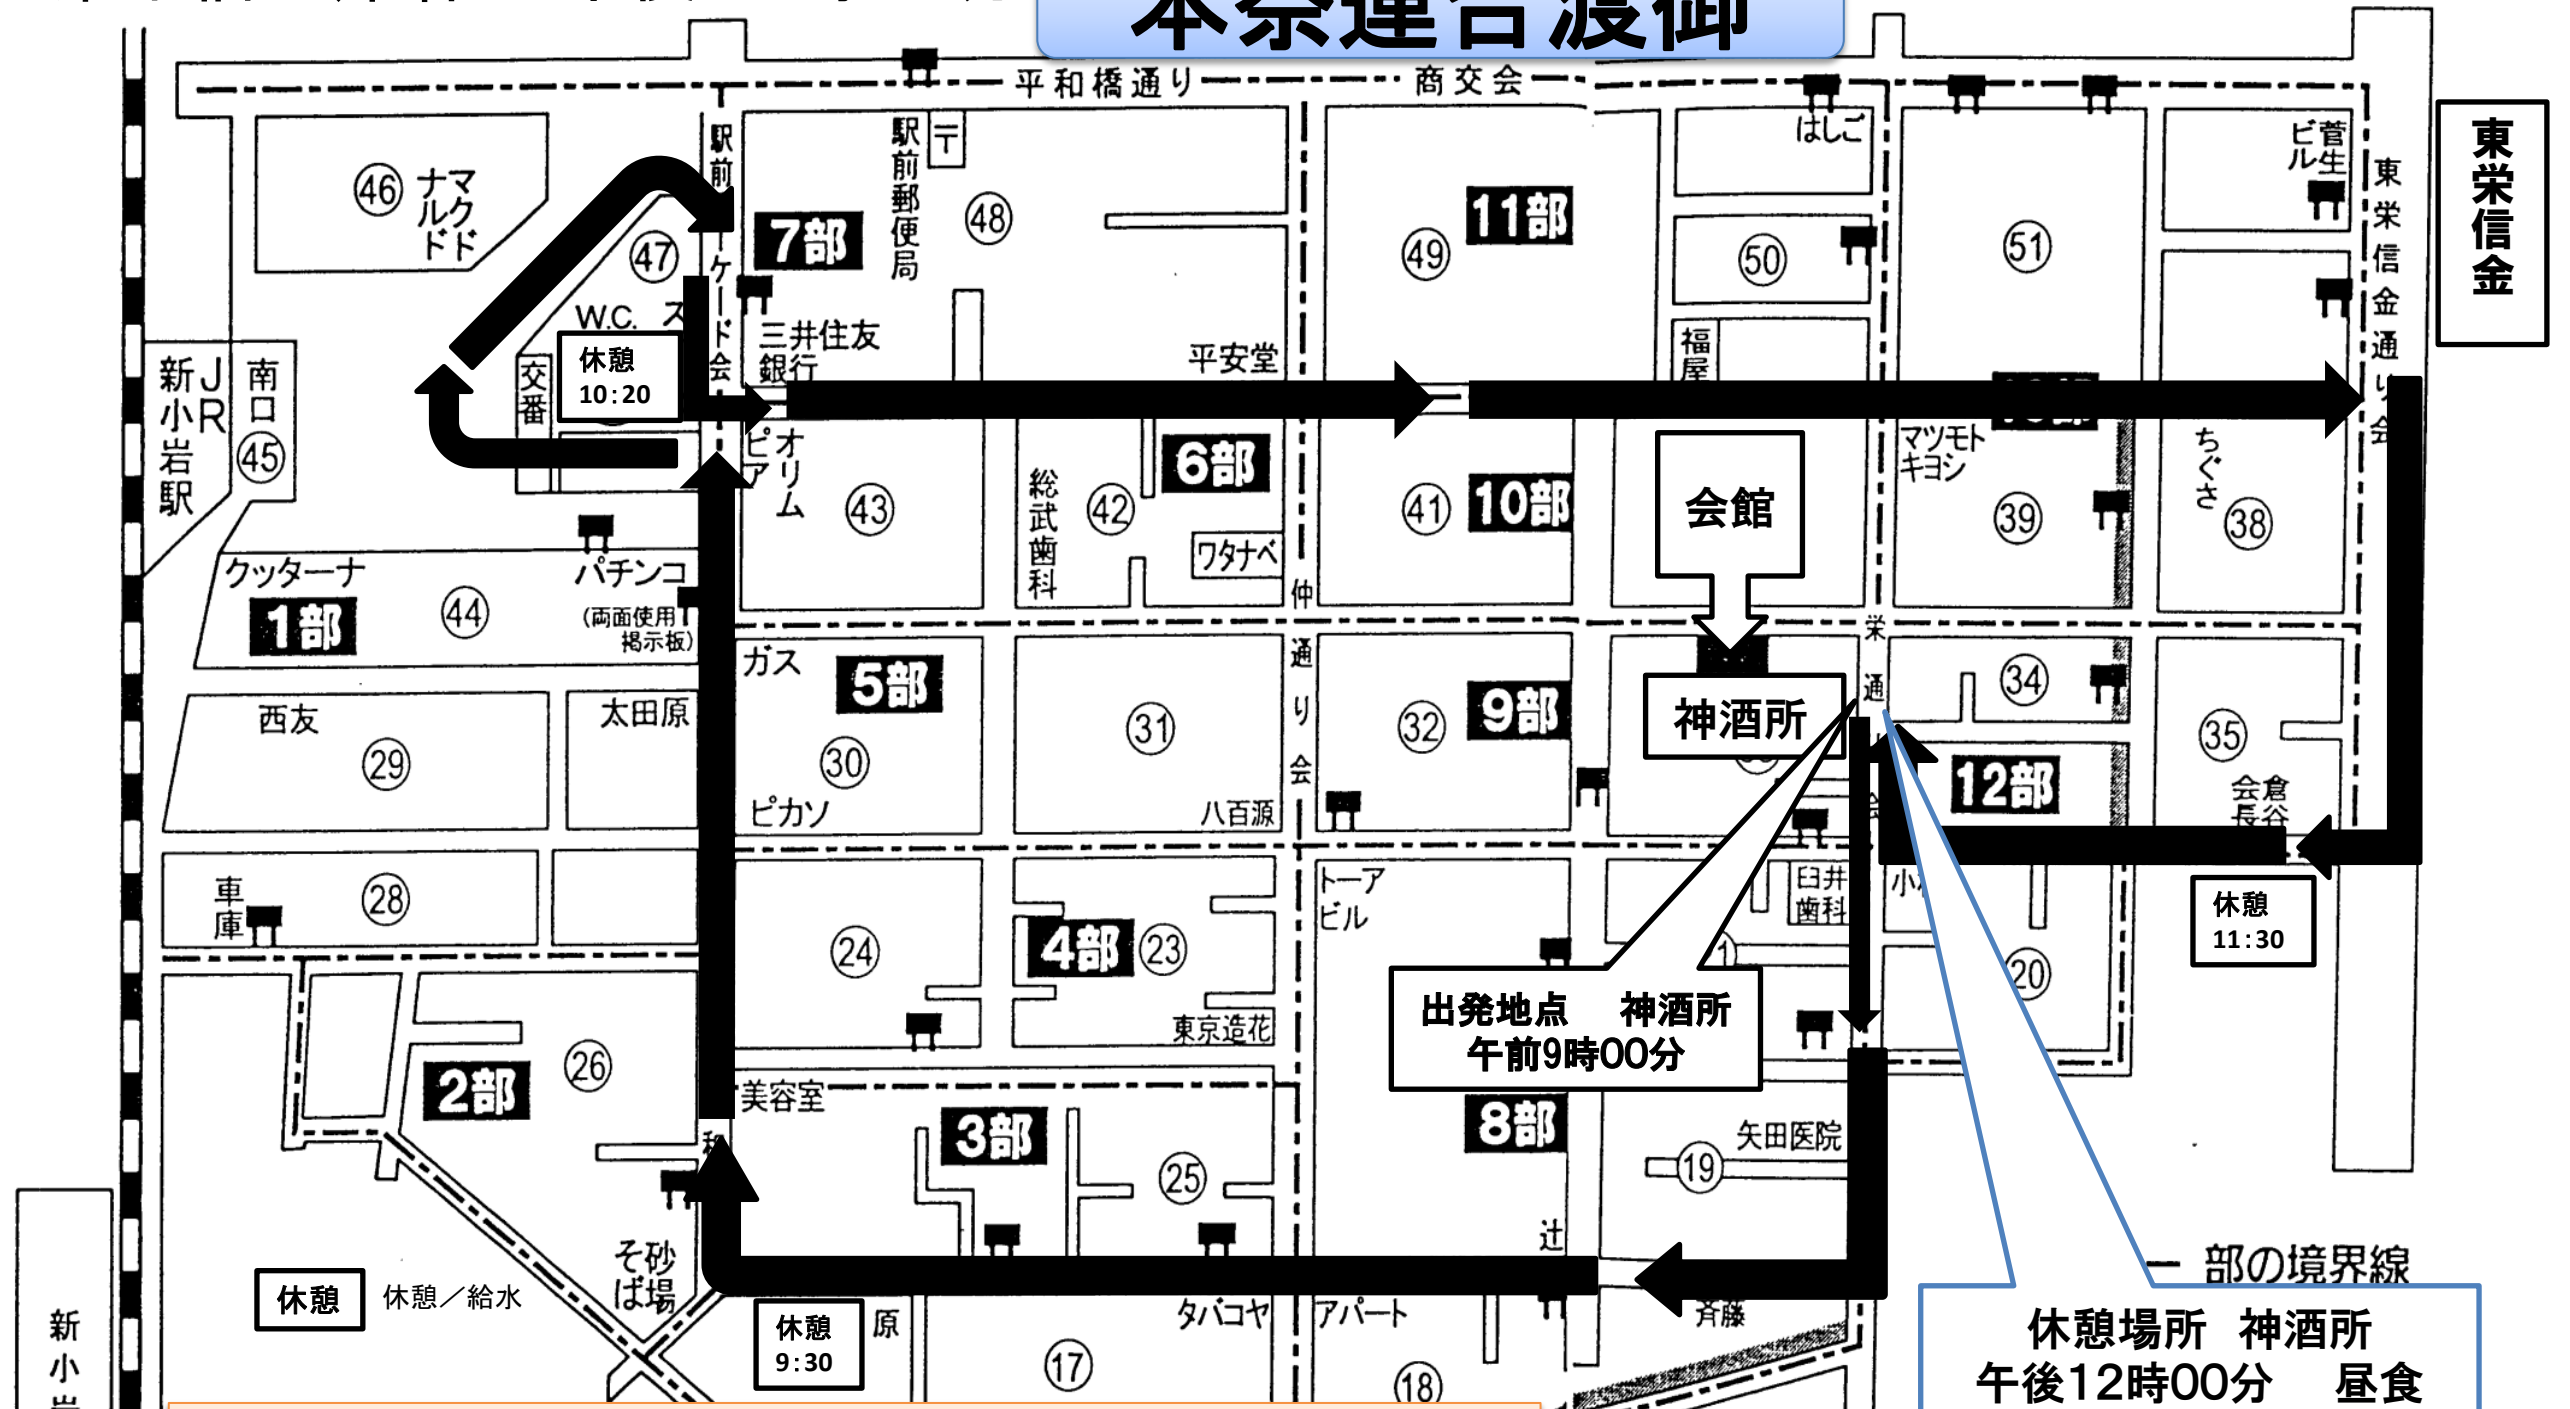 本祭連合渡御
平和橋通り
商交会
東栄信金
東栄信金通り会
駅前
ーケード会
46
マクド
ナルド
47
W.C.
ス
交番
休憩
10:20
7部
駅前郵便局
〒
48
三井住友
銀行
平安堂
11部
49
はしご
50
福屋
51
菅生
ビル
JR
新小岩駅
南口
45
オリム
ピア
43
総武歯科
42
6部
ワタナベ
41
10部
会館
マツモト
キヨシ
39
ちぐさ
38
クッターナ
1部
44
パチンコ
(両面使用
掲示板)
仲通り会
ガス
5部
30
ピカソ
31
八百源
32
9部
神酒所
栄通
会
34
12部
35
倉谷
会長
西友
29
太田原
車庫
28
24
4部
23
東京造花
トーア
ビル
臼井
歯科
小
20
休憩
11:30
出発地点 神酒所
午前9時00分
2部
26
美容室
3部
25
8部
矢田医院
19
辻
砂場
そば
休憩
休憩／給水
休憩
9:30
原
17
タバコヤ
アパート
18
斉藤
部の境界線
休憩場所 神酒所
午後12時00分 昼食
新小岩